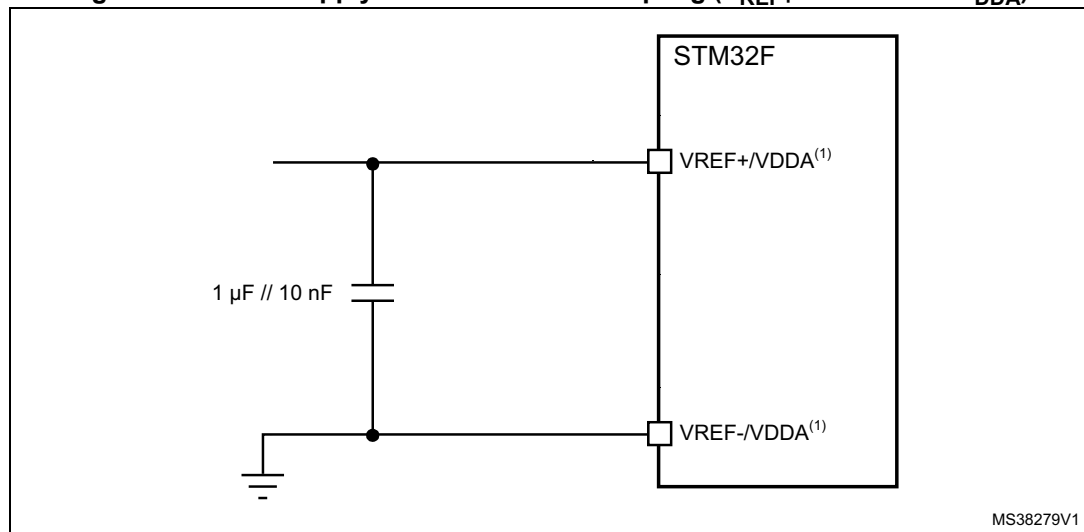 STM32F
VREF+/VDDA(1)
1 µF // 10 nF
VREF-/VDDA(1)
MS38279V1